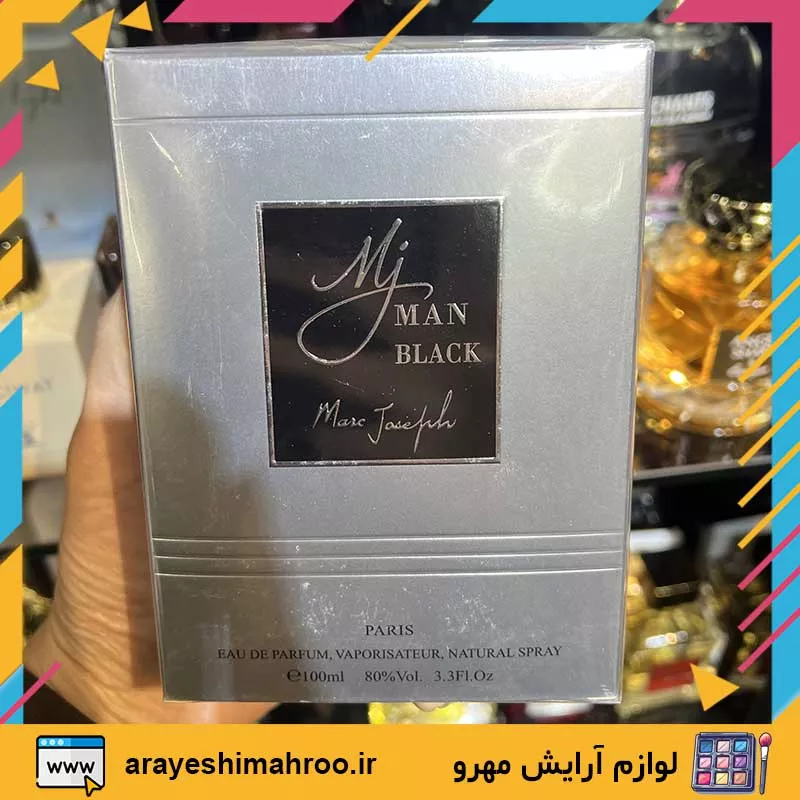 Mj
MAN
BLACK
Marc Joseph
PARIS
EAU DE PARFUM, VAPORISATEUR, NATURAL SPRAY
℮100ml 80%Vol. 3.3Fl.Oz
www
arayeshimahroo.ir
لوازم آرایش مهرو